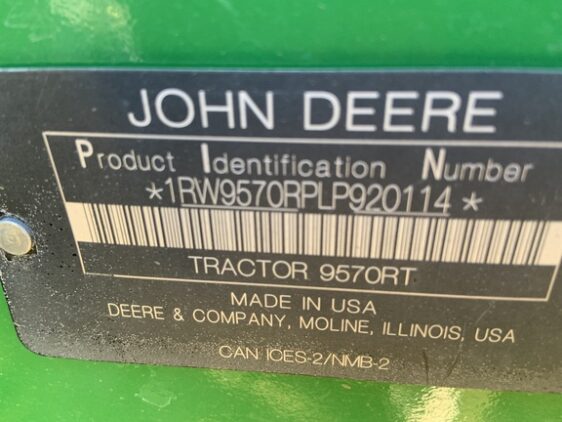 JOHN DEERE
Product Identification Number
*1RW9570RPLP920114*
TRACTOR 9570RT
MADE IN USA
DEERE & COMPANY, MOLINE, ILLINOIS, USA
CAN ICES-2/NMB-2